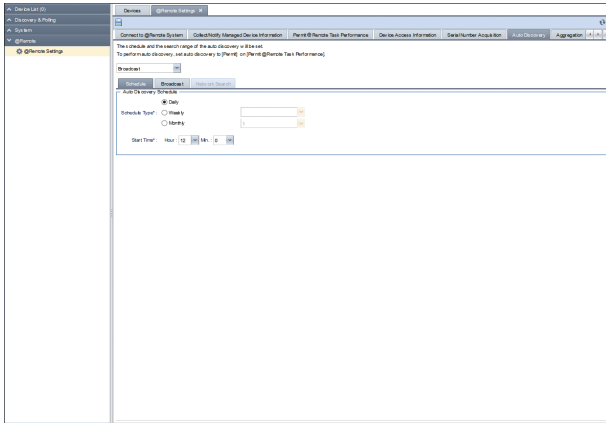 Device List (0)
Discovery & Polling
System
@Remote
@Remote Settings
Devices @Remote Settings
Connect to @Remote System Collect/Notify Managed Device Information Permit @Remote Task Performance Device Access Information Serial Number Acquisition Auto Discovery Aggregation
The schedule and the search range of the auto discovery will be set.
To perform auto discovery, set auto discovery to [Permit] on [Permit @Remote Task Performance].
Broadcast
Schedule Broadcast Network Search
Auto Discovery Schedule
Daily
Schedule Type*: Weekly
Monthly 1
Start Time*: Hour : 12 Min. : 0